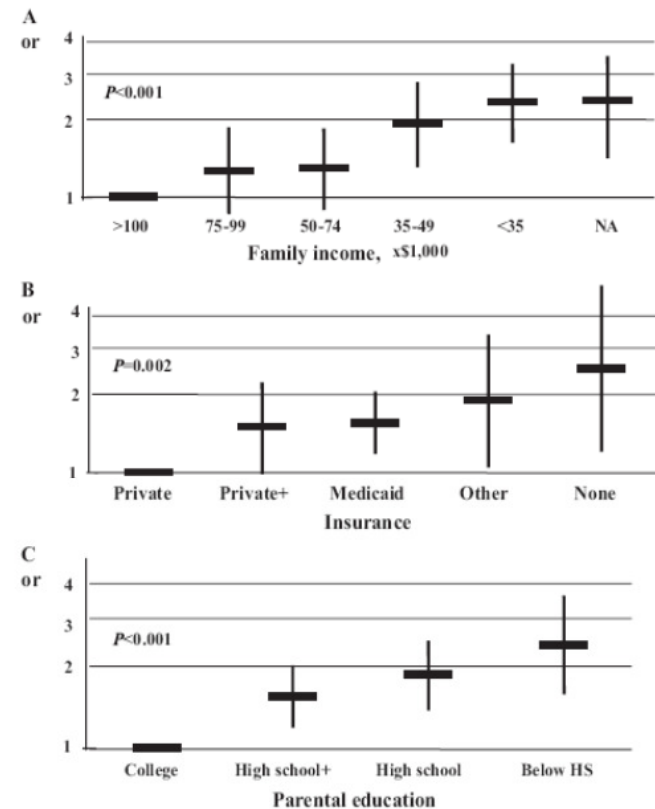 A
or
4
3
P<0.001
2
1
>100 75-99 50-74 35-49 <35 NA
Family income, x$1,000
B
or
4
3
P=0.002
2
1
Private Private+ Medicaid Other None
Insurance
C
or
4
3
P<0.001
2
1
College High school+ High school Below HS
Parental education